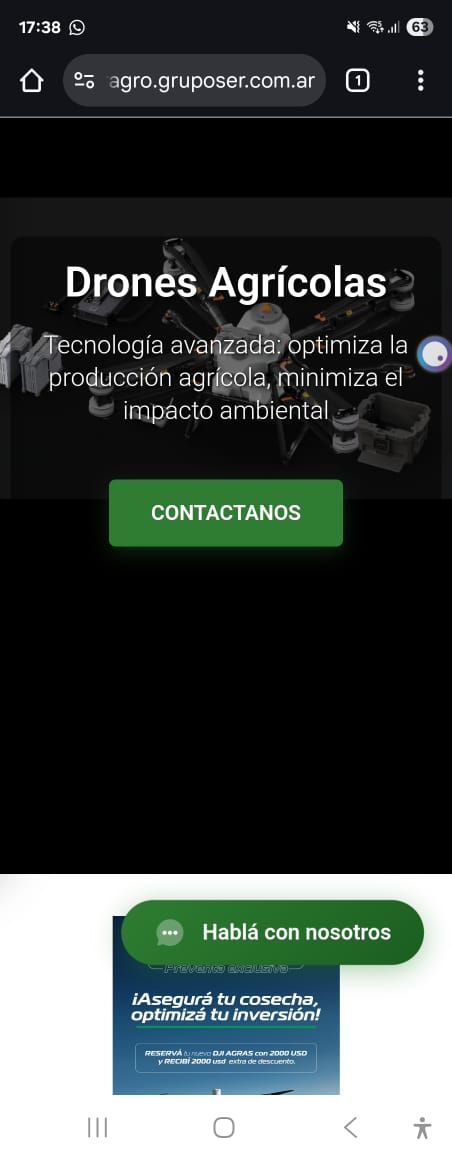 17:38
63
agro.gruposer.com.ar
1
Drones Agrícolas
Tecnología avanzada: optimiza la
producción agrícola, minimiza el
impacto ambiental
CONTACTANOS
Hablá con nosotros
Preventa exclusiva
¡Asegurá tu cosecha,
optimizá tu inversión!
RESERVÁ tu nuevo DJI AGRAS con 2000 USD
y RECIBÍ 2000 usd extra de descuento.